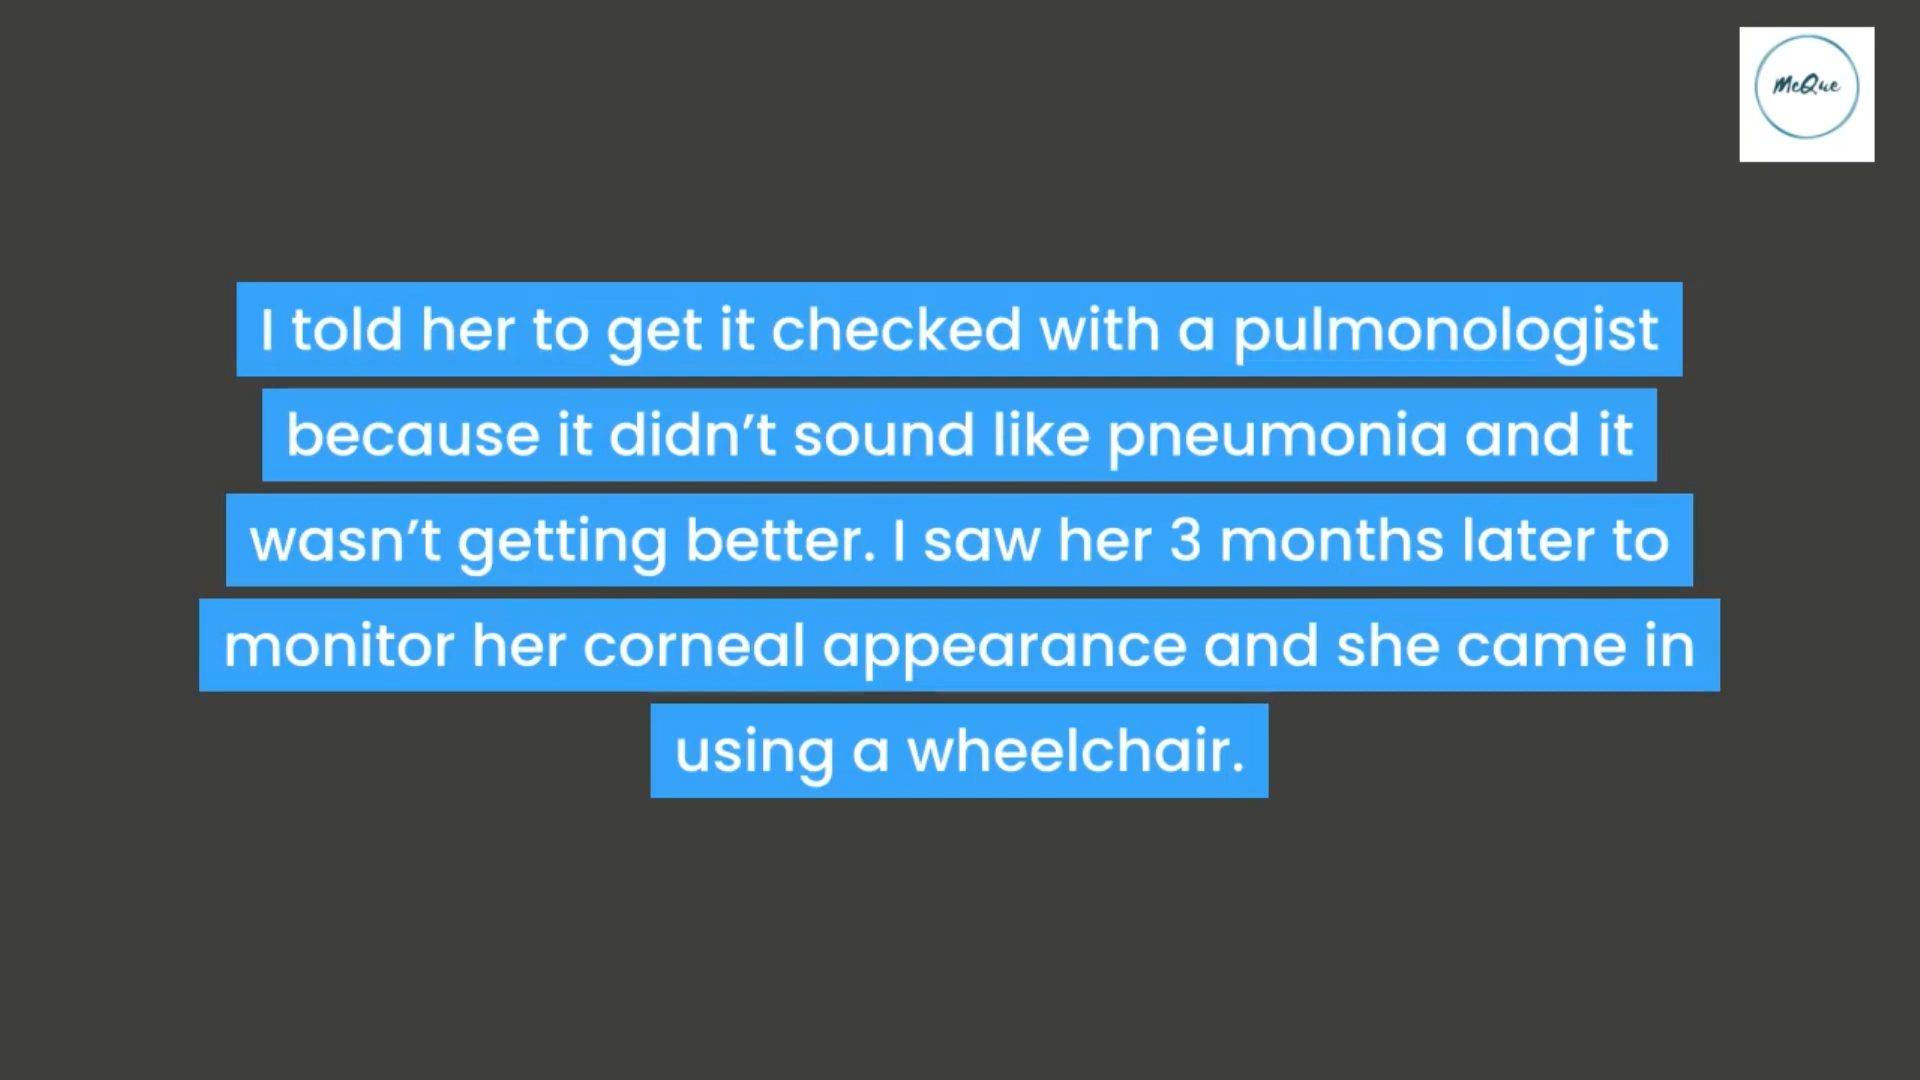 McQue
I told her to get it checked with a pulmonologist
because it didn’t sound like pneumonia and it
wasn’t getting better. I saw her 3 months later to
monitor her corneal appearance and she came in
using a wheelchair.